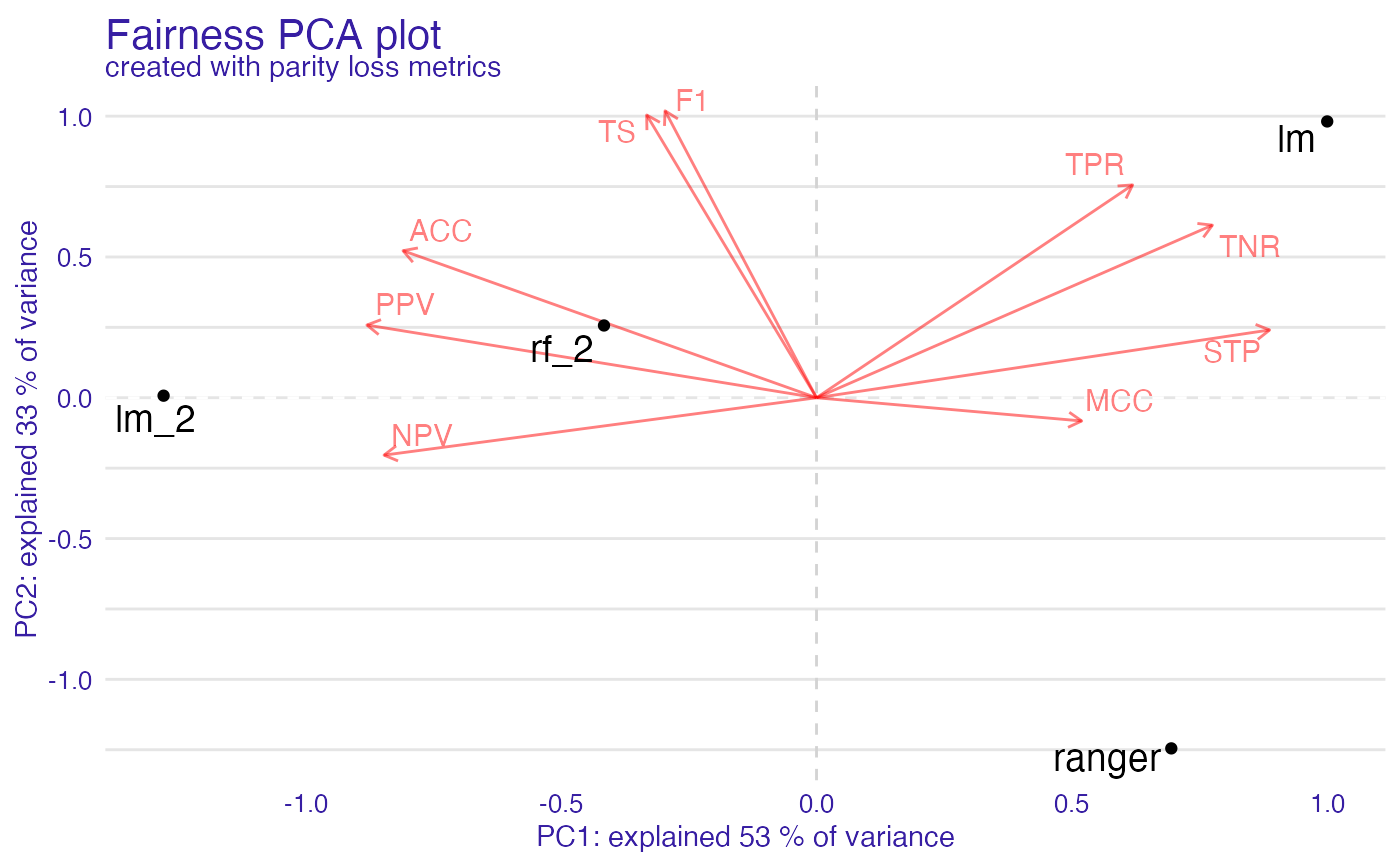 Fairness PCA plot
created with parity loss metrics
F1
TS
lm
TPR
ACC
TNR
PPV
rf_2
STP
MCC
lm_2
NPV
ranger
1.0
0.5
0.0
-0.5
-1.0
PC2: explained 33 % of variance
-1.0
-0.5
0.0
0.5
1.0
PC1: explained 53 % of variance